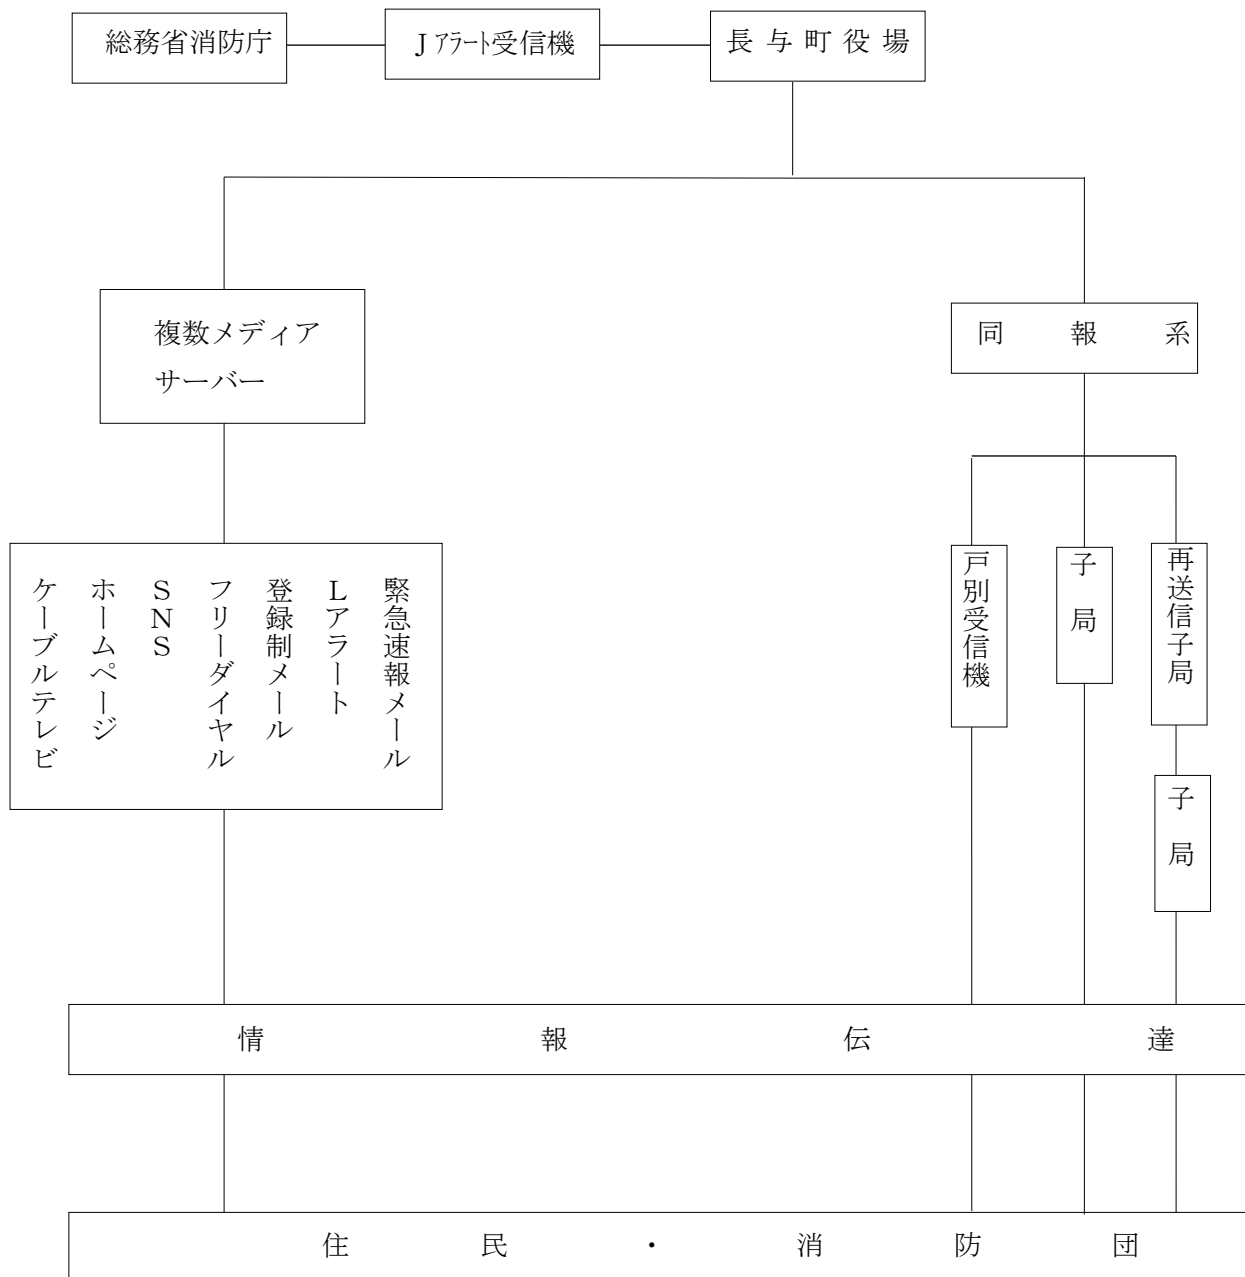 総務省消防庁
Jアラート受信機
長与町役場
複数メディア
サーバー
同報系
緊急速報メール
Lアラート
登録制メール
フリーダイヤル
SNS
ホームページ
ケーブルテレビ
戸別受信機
子局
再送信子局
子局
情報伝達
住民・消防団